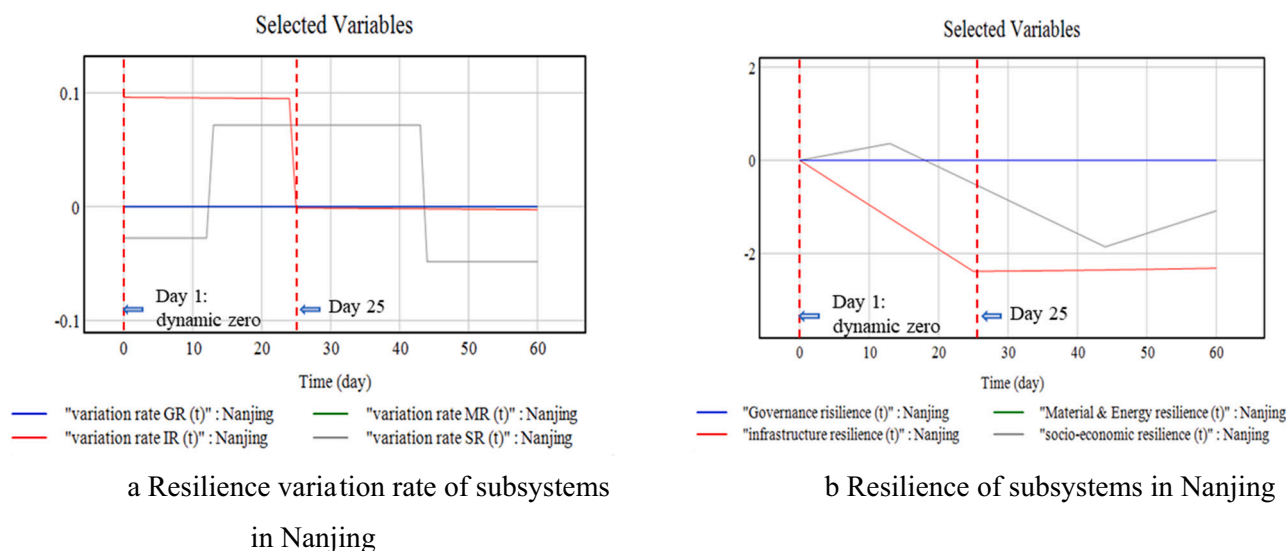 Selected Variables
0.1
0
-0.1
Day 1:
dynamic zero
Day 25
0 10 20 30 40 50 60
Time (day)
"variation rate GR (t)" : Nanjing
"variation rate MR (t)" : Nanjing
"variation rate IR (t)" : Nanjing
"variation rate SR (t)" : Nanjing
a Resilience variation rate of subsystems
in Nanjing
Selected Variables
2
0
-2
Day 1:
dynamic zero
Day 25
0 10 20 30 40 50 60
Time (day)
"Governance risilience (t)" : Nanjing
"Material & Energy resilience (t)" : Nanjing
"infrastructure resilience (t)" : Nanjing
"socio-economic resilience (t)" : Nanjing
b Resilience of subsystems in Nanjing